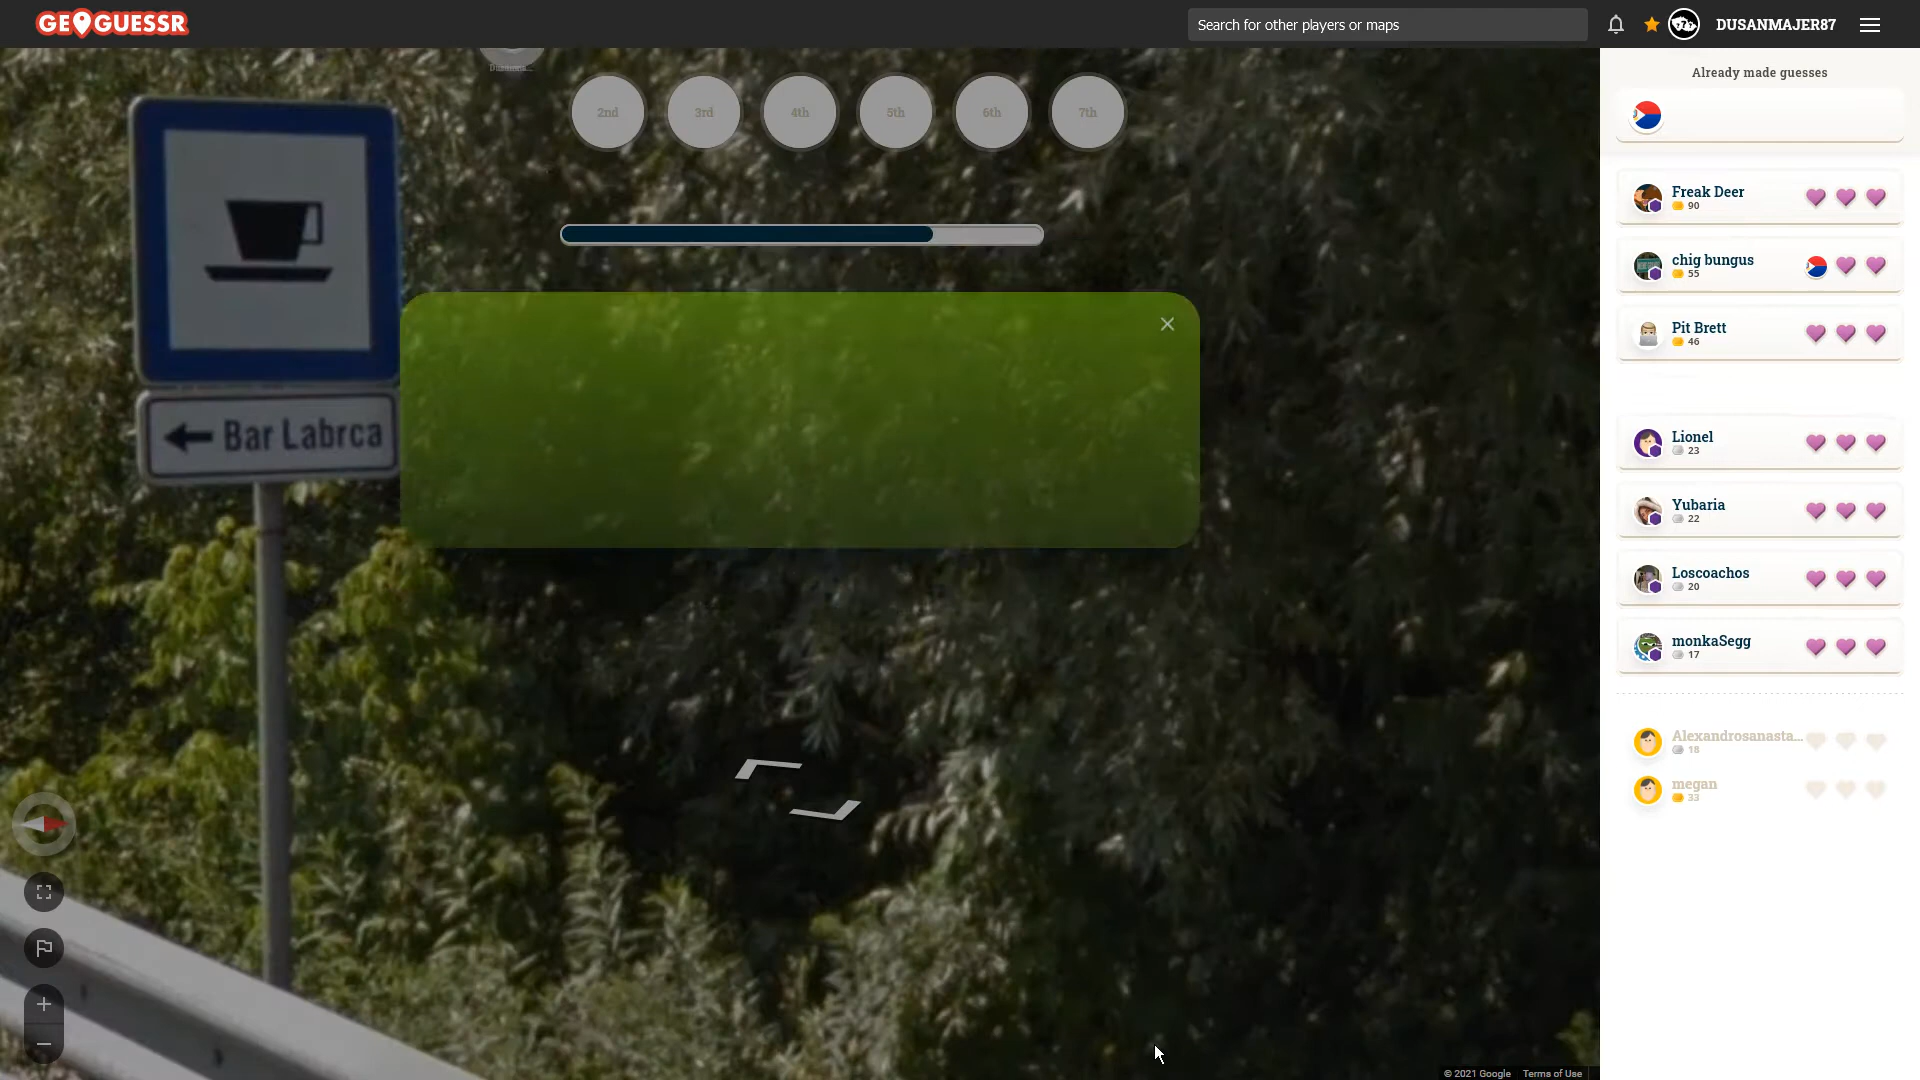 GEOGUESSR
Search for other players or maps
DUSANMAJER87
Already made guesses
2nd
3rd
4th
5th
6th
7th
Freak Deer
90
chig bungus
55
Pit Brett
46
Bar Labrca
Lionel
23
Yubaria
22
Loscoachos
20
monkaSegg
17
Alexandrosanasta...
18
megan
33
© 2021 Google
Terms of Use